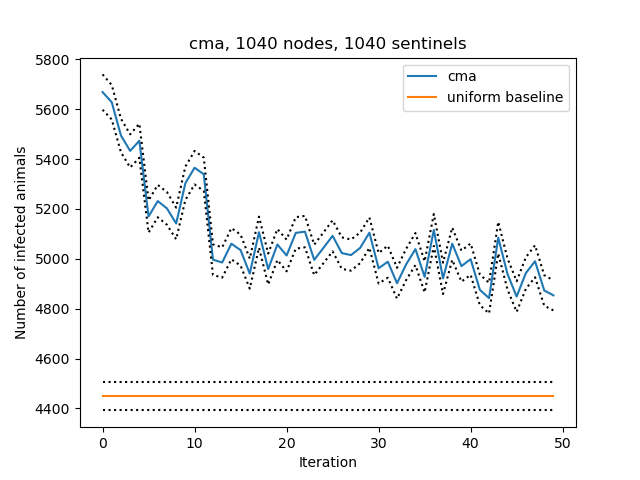 cma, 1040 nodes, 1040 sentinels
cma
uniform baseline
Number of infected animals
5800
5600
5400
5200
5000
4800
4600
4400
0 10 20 30 40 50
Iteration